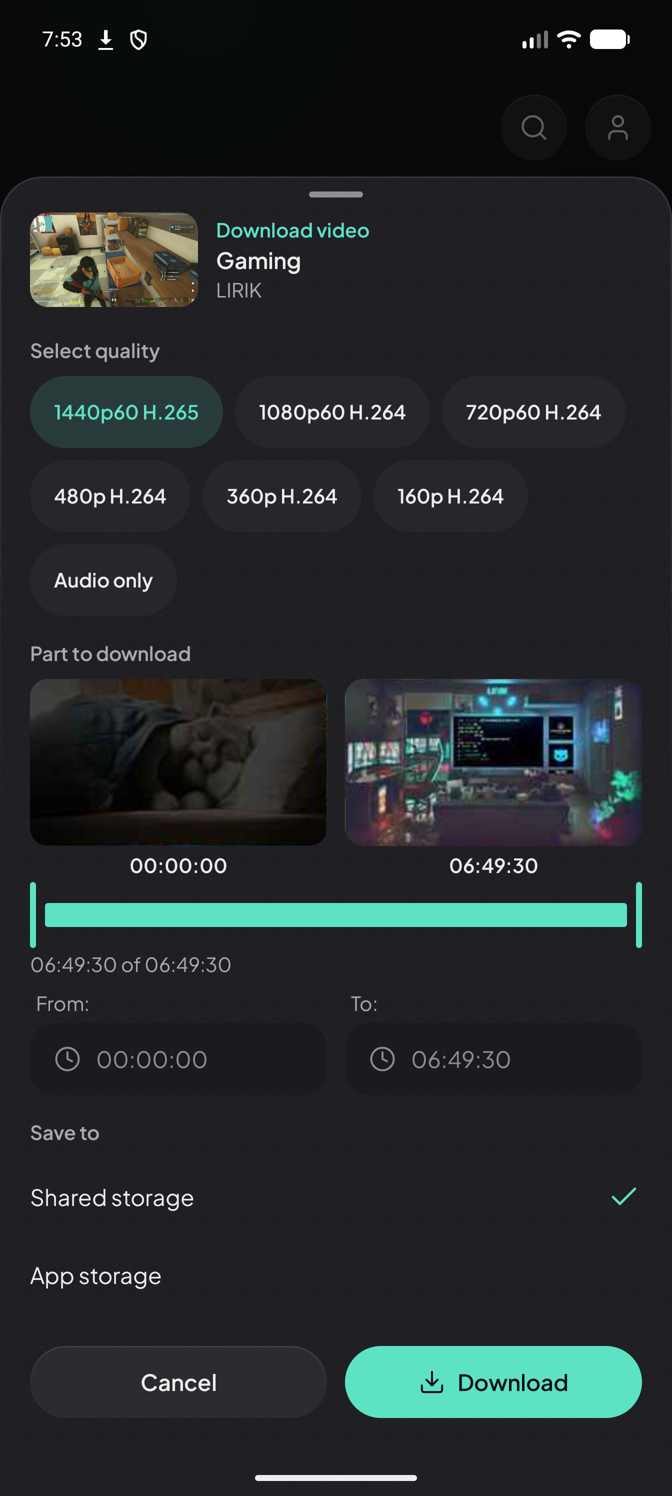 7:53
Download video
Gaming
LIRIK
Select quality
1440p60 H.265
1080p60 H.264
720p60 H.264
480p H.264
360p H.264
160p H.264
Audio only
Part to download
LIRIK
00:00:00
06:49:30
06:49:30 of 06:49:30
From:
To:
00:00:00
06:49:30
Save to
Shared storage
App storage
Cancel
Download